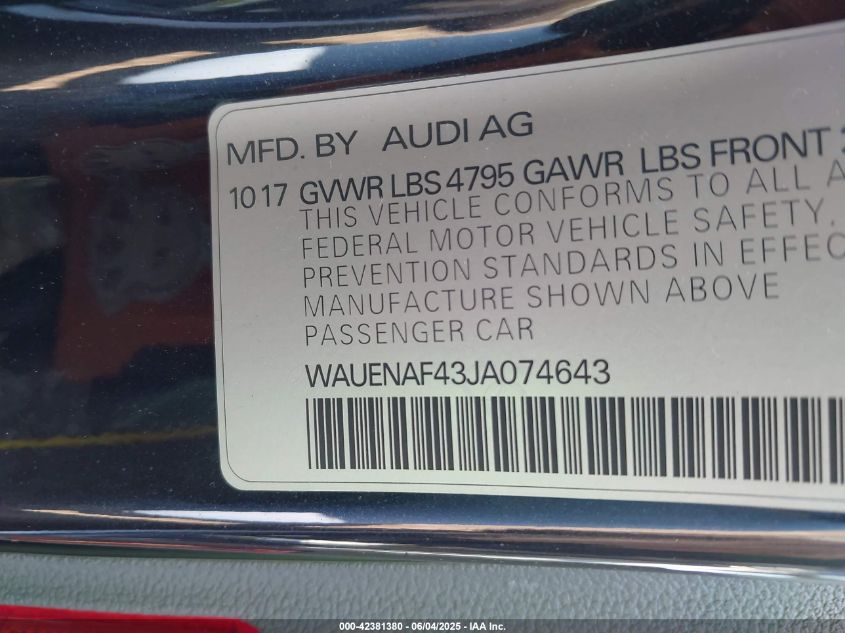 MFD. BY AUDI AG
1017 GVWR LBS 4795 GAWR LBS FRONT
THIS VEHICLE CONFORMS TO ALL A
FEDERAL MOTOR VEHICLE SAFETY,
PREVENTION STANDARDS IN EFFEC
MANUFACTURE SHOWN ABOVE
PASSENGER CAR
WAUENAF43JA074643
000-42381380 - 06/04/2025 - IAA Inc.